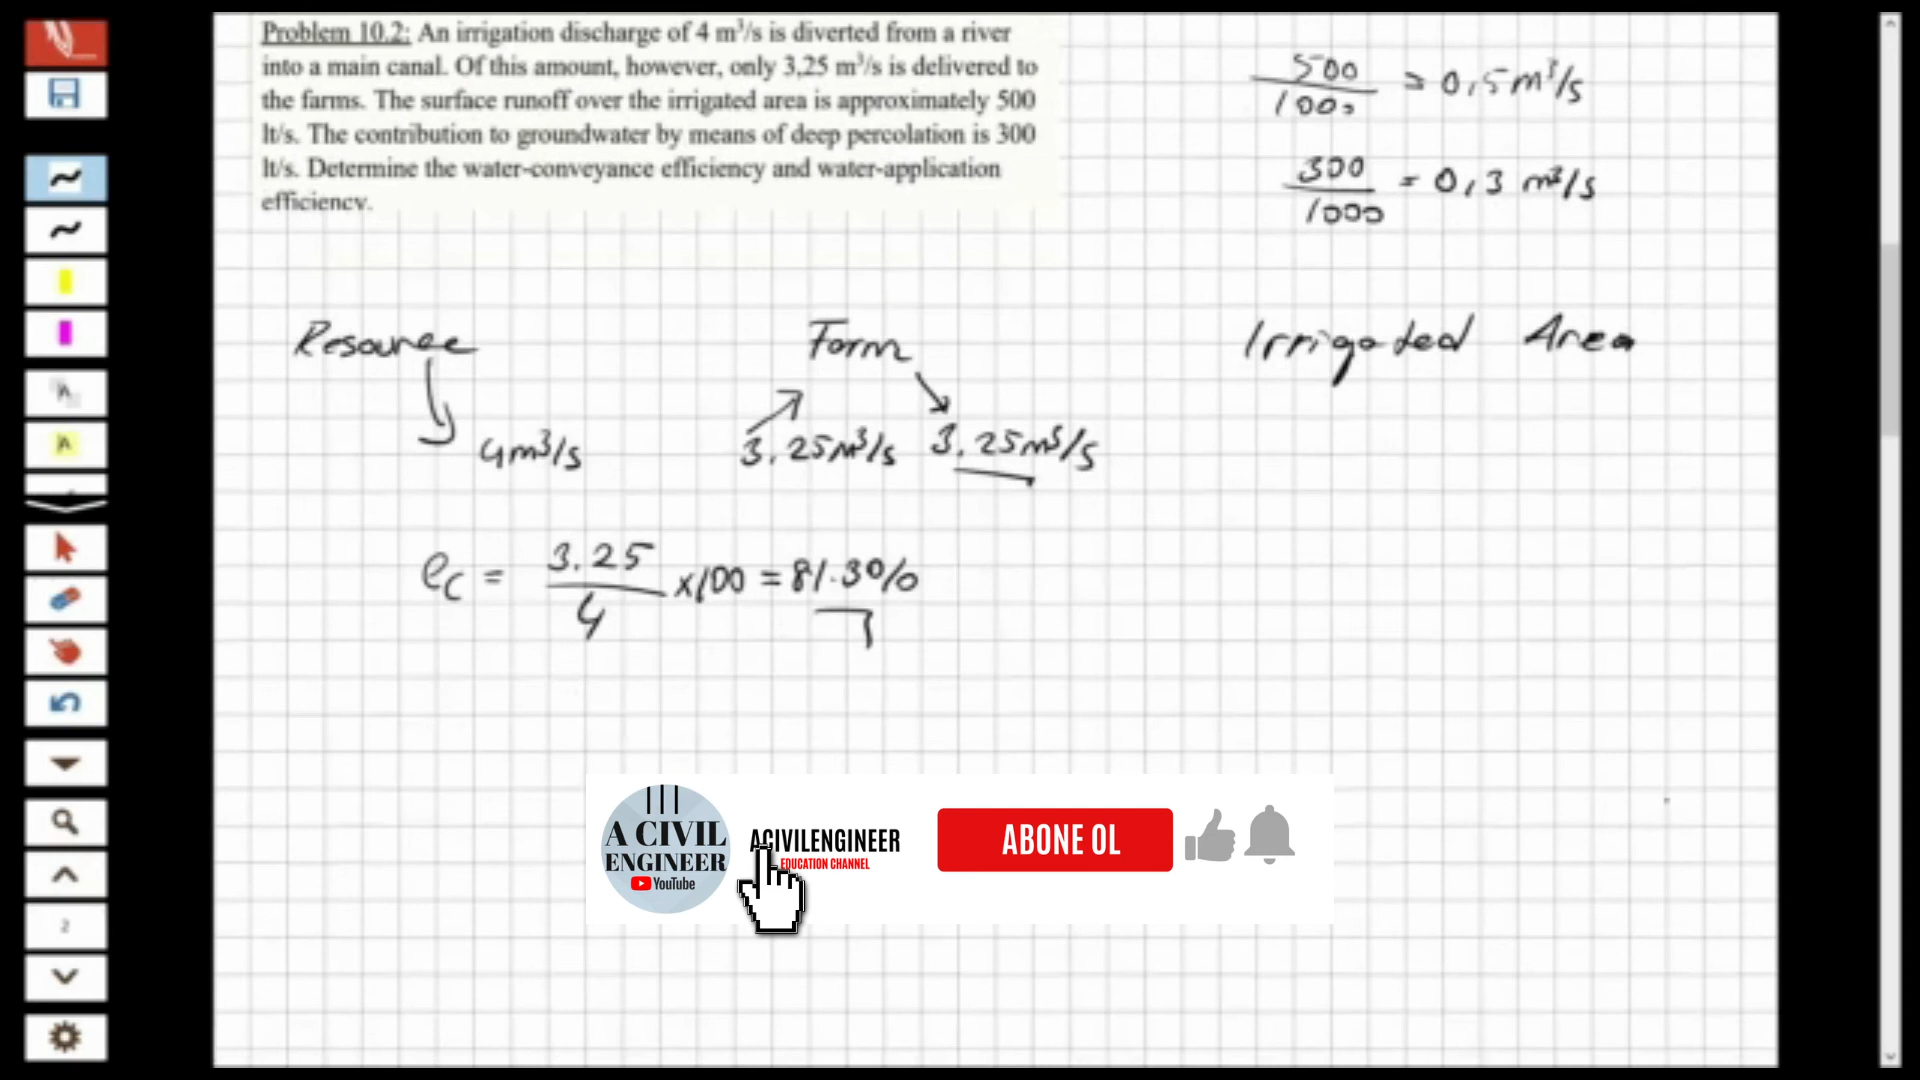 Problem 10.2: An irrigation discharge of 4 m³/s is diverted from a river
into a main canal. Of this amount, however, only 3,25 m³/s is delivered to
the farms. The surface runoff over the irrigated area is approximately 500
lt/s. The contribution to groundwater by means of deep percolation is 300
lt/s. Determine the water-conveyance efficiency and water-application
efficiency.
500/1000 = 0,5 m³/s
300/1000 = 0,3 m³/s
Resource Farm Irrigated Area
4m³/s 3.25m³/s 3.25m³/s
ec = 3.25/4 x100 = 81.3%
A CIVIL
ENGINEER
YouTube
ACIVILENGINEER
EDUCATION CHANNEL
ABONE OL
A
A
2